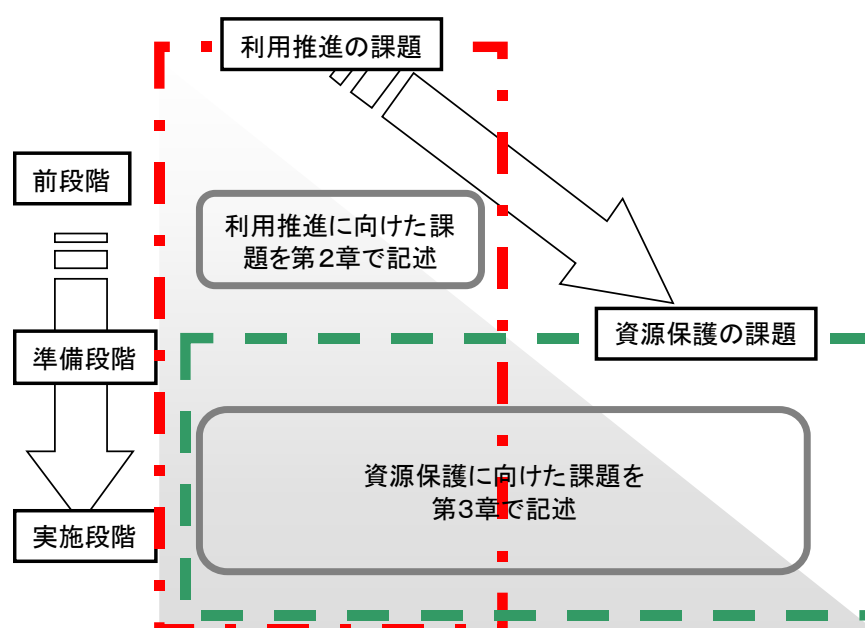 利用推進の課題
前段階
利用推進に向けた課
題を第２章で記述
資源保護の課題
準備段階
資源保護に向けた課題を
第3章で記述
実施段階